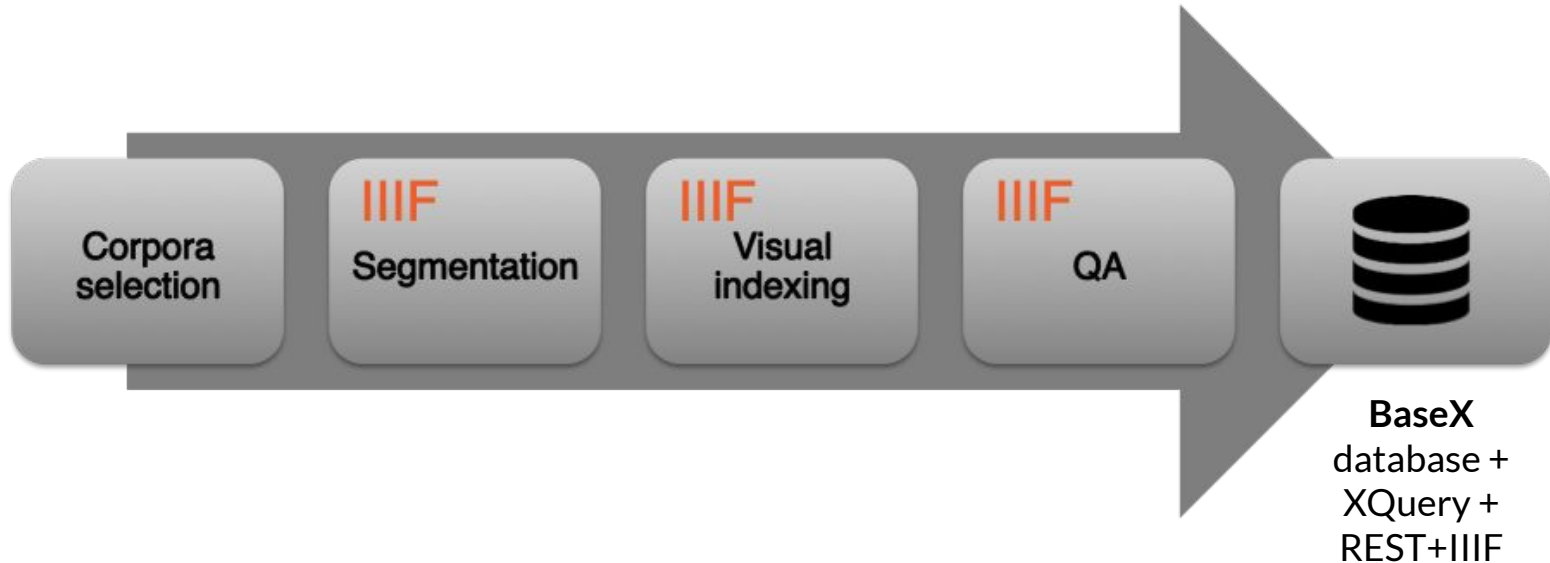 Corpora
selection
IIIF
Segmentation
IIIF
Visual
indexing
IIIF
QA
BaseX
database +
XQuery +
REST+IIIF